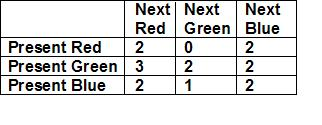 Next Next Next
Red Green Blue
Present Red 2 0 2
Present Green 3 2 2
Present Blue 2 1 2